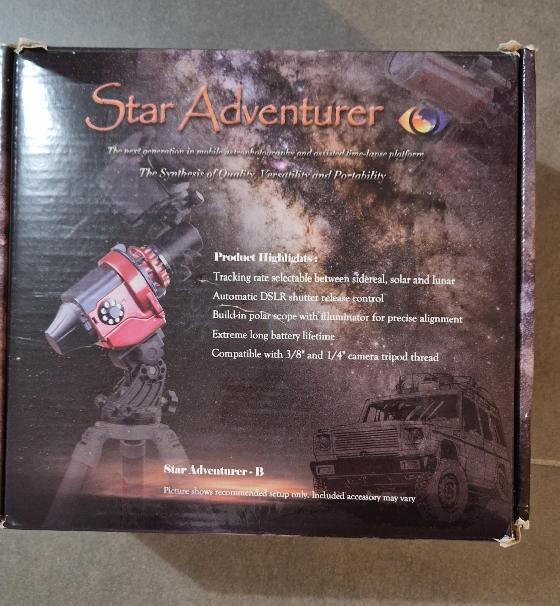 Star Adventurer
The next generation in mobile astrophotography and assisted time-lapse platform
The Synthesis of Quality, Versatility and Portability
Product Highlights :
Tracking rate selectable between sidereal, solar and lunar
Automatic DSLR shutter release control
Build-in polar scope with illuminator for precise alignment
Extreme long battery lifetime
Compatible with 3/8" and 1/4" camera tripod thread
Star Adventurer - B
Picture shows recommended setup only. Included accessory may vary